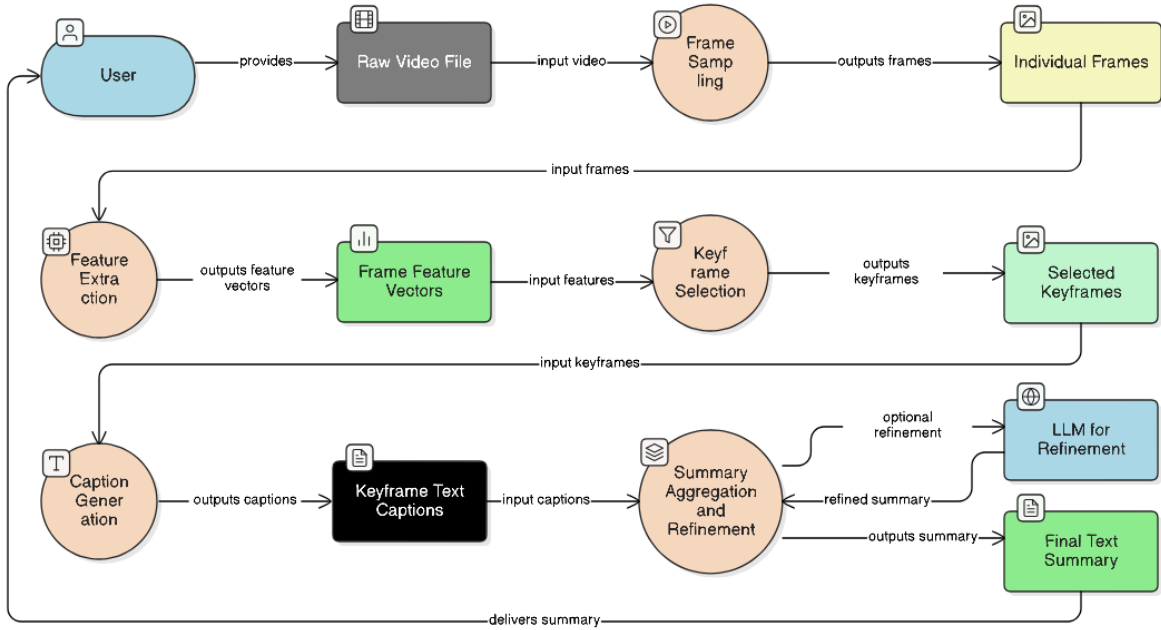 User
provides
Raw Video File
input video
Frame
Samp
ling
outputs frames
Individual Frames
input frames
Feature
Extra
ction
outputs feature
vectors
Frame Feature
Vectors
input features
Keyf
rame
Selection
outputs
keyframes
Selected
Keyframes
input keyframes
T
Caption
Gener
ation
outputs captions
Keyframe Text
Captions
input captions
Summary
Aggregation
and
Refinement
optional
refinement
LLM for
Refinement
refined summary
outputs summary
Final Text
Summary
delivers summary